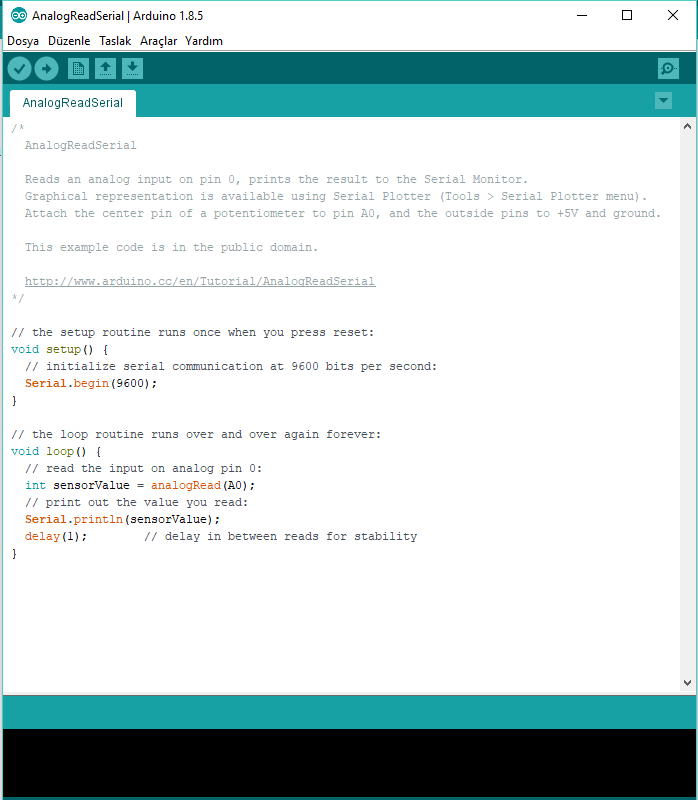 AnalogReadSerial | Arduino 1.8.5
Dosya Düzenle Taslak Araçlar Yardım
AnalogReadSerial
/*
  AnalogReadSerial

  Reads an analog input on pin 0, prints the result to the Serial Monitor.
  Graphical representation is available using Serial Plotter (Tools > Serial Plotter menu).
  Attach the center pin of a potentiometer to pin A0, and the outside pins to +5V and ground.

  This example code is in the public domain.

  http://www.arduino.cc/en/Tutorial/AnalogReadSerial
*/

// the setup routine runs once when you press reset:
void setup() {
  // initialize serial communication at 9600 bits per second:
  Serial.begin(9600);
}

// the loop routine runs over and over again forever:
void loop() {
  // read the input on analog pin 0:
  int sensorValue = analogRead(A0);
  // print out the value you read:
  Serial.println(sensorValue);
  delay(1);        // delay in between reads for stability
}